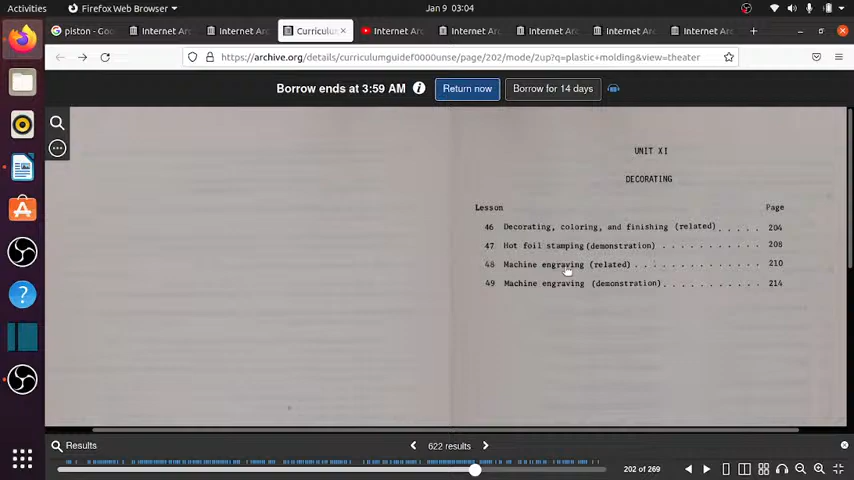 Activities
Firefox Web Browser
Jan 9 03:04
piston - Goo
Internet Ar
Internet Ar
Curriculum
Internet Ar
Internet Ar
Internet Ar
Internet Ar
Internet Ar
https://archive.org/details/curriculumguidef0000unse/page/202/mode/2up?q=plastic+molding&view=theater
Borrow ends at 3:59 AM
Return now
Borrow for 14 days
UNIT XI
DECORATING
Lesson Page
46 Decorating, coloring, and finishing (related) . . . . . 204
47 Hot foil stamping (demonstration) . . . . . . . . . . . 208
48 Machine engraving (related) . . . . . . . . . . . . . . 210
49 Machine engraving (demonstration) . . . . . . . . . . . 214
Results
622 results
202 of 269